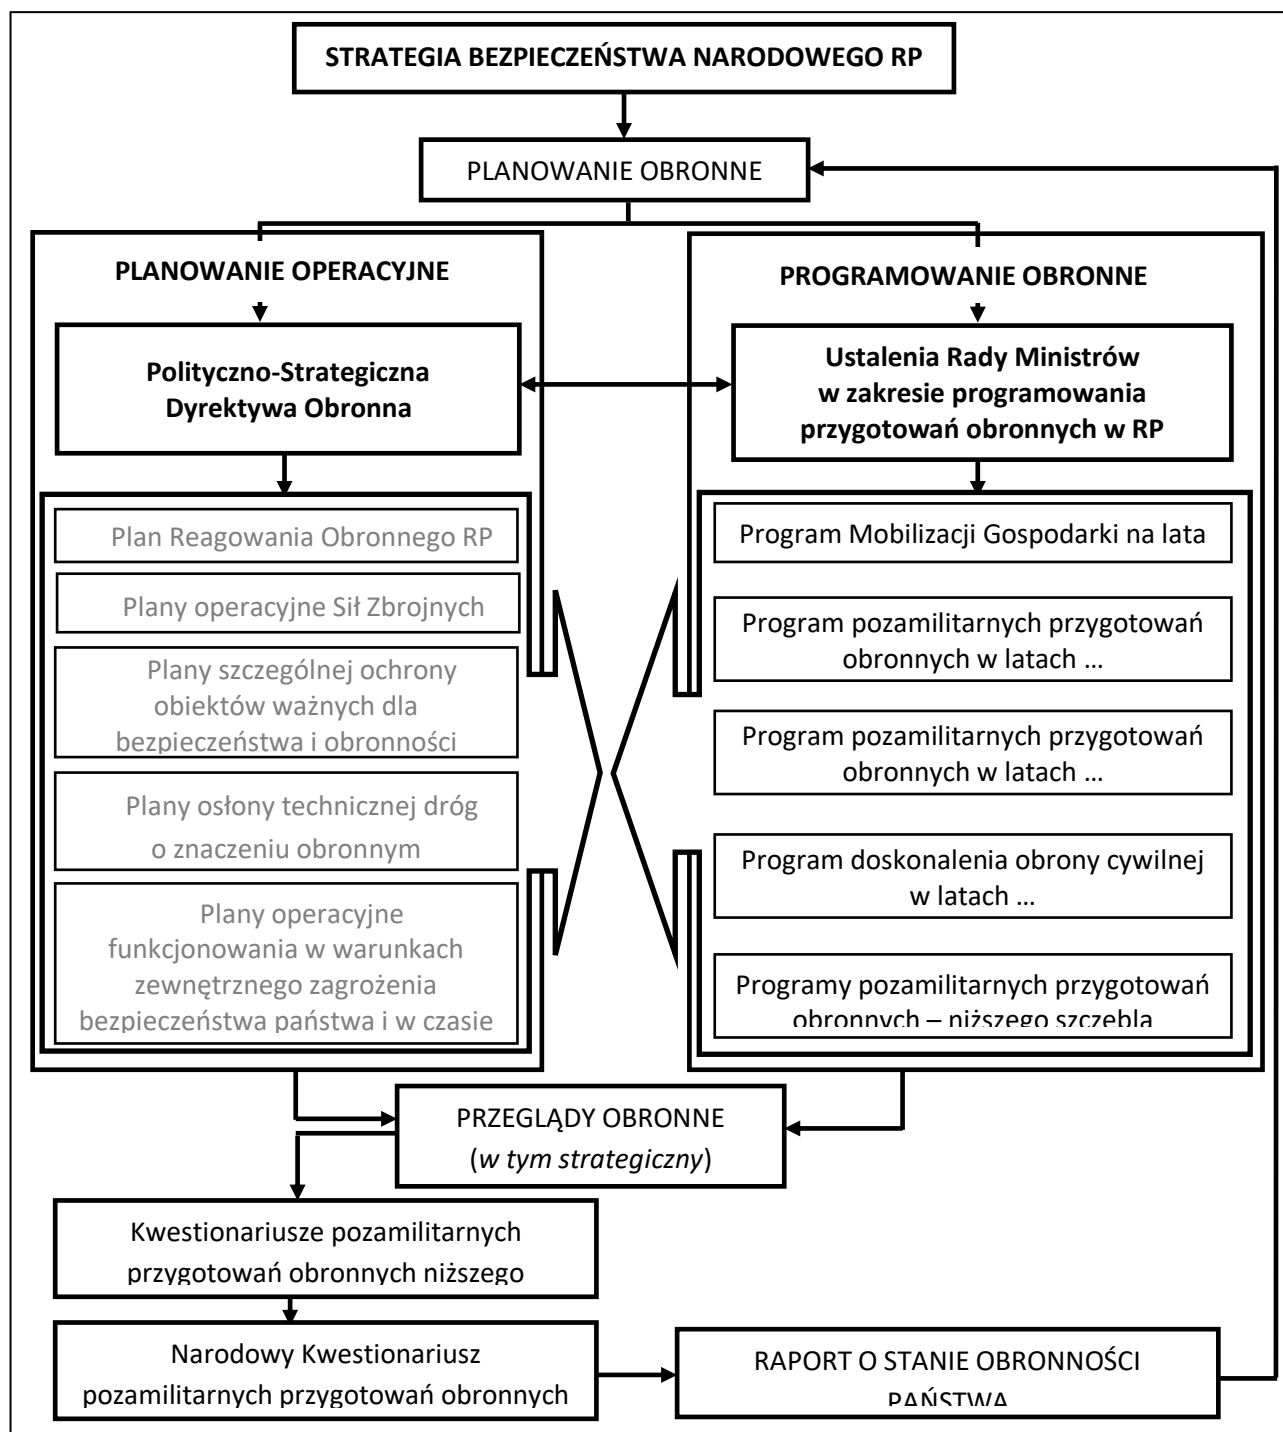 STRATEGIA BEZPIECZEŃSTWA NARODOWEGO RP
PLANOWANIE OBRONNE
PLANOWANIE OPERACYJNE
Polityczno-Strategiczna
Dyrektywa Obronna
Plan Reagowania Obronnego RP
Plany operacyjne Sił Zbrojnych
Plany szczególnej ochrony
obiektów ważnych dla
bezpieczeństwa i obronności
Plany osłony technicznej dróg
o znaczeniu obronnym
Plany operacyjne
funkcjonowania w warunkach
zewnętrznego zagrożenia
bezpieczeństwa państwa i w czasie
PROGRAMOWANIE OBRONNE
Ustalenia Rady Ministrów
w zakresie programowania
przygotowań obronnych w RP
Program Mobilizacji Gospodarki na lata
Program pozamilitarnych przygotowań
obronnych w latach ...
Program pozamilitarnych przygotowań
obronnych w latach ...
Program doskonalenia obrony cywilnej
w latach ...
Programy pozamilitarnych przygotowań
obronnych – niższego szczebla
PRZEGLĄDY OBRONNE
(w tym strategiczny)
Kwestionariusze pozamilitarnych
przygotowań obronnych niższego
Narodowy Kwestionariusz
pozamilitarnych przygotowań obronnych
RAPORT O STANIE OBRONNOŚCI
PAŃSTWA